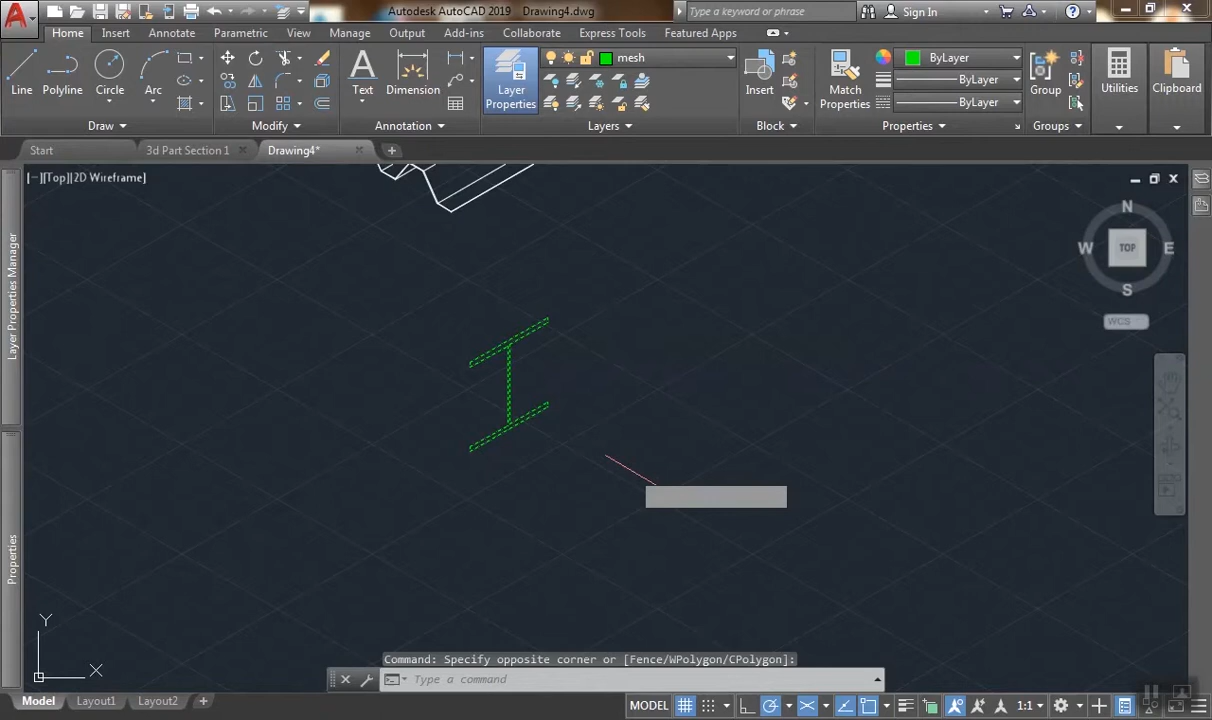 Autodesk AutoCAD 2019 Drawing4.dwg
Type a keyword or phrase
Sign In
Home Insert Annotate Parametric View Manage Output Add-ins Collaborate Express Tools Featured Apps
mesh
ByLayer
Line Polyline Circle Arc
Text Dimension
Layer Properties
Insert
Match Properties
ByLayer
ByLayer
Group
Utilities
Clipboard
Draw Modify Annotation Layers Block Properties Groups
Start 3d Part Section 1 Drawing4*
[−][Top][2D Wireframe]
N
W TOP E
S
WCS
Layer Properties Manager
Properties
Y
X
Command: Specify opposite corner or [Fence/WPolygon/CPolygon]:
Type a command
Model Layout1 Layout2
MODEL
1:1